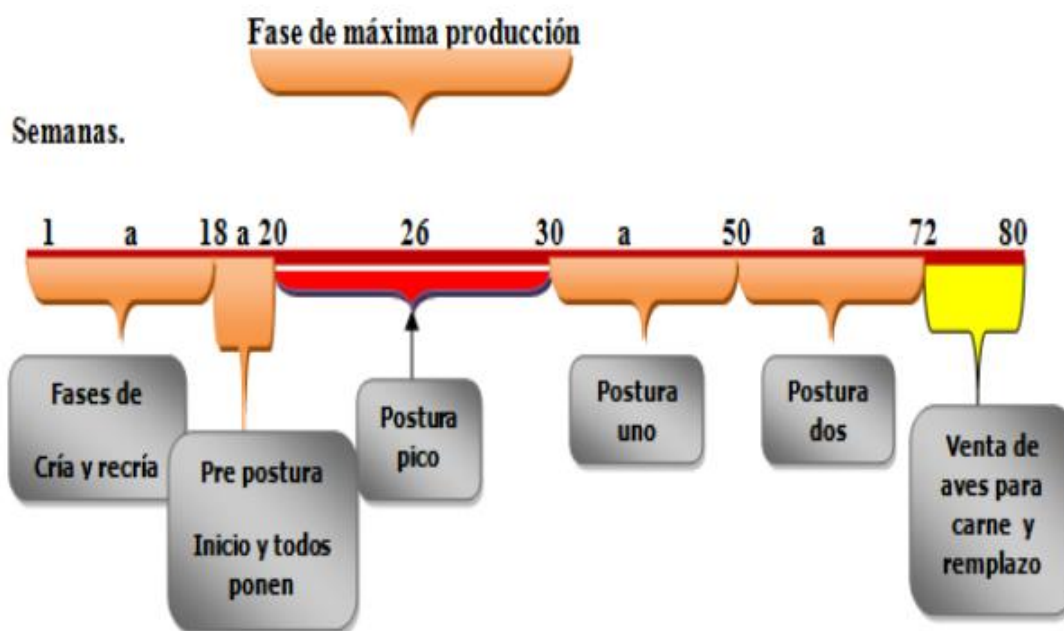 Fase de máxima producción
Semanas.
1 a 18 a 20 26 30 a 50 a 72 80
Fases de
Cría y recría
Pre postura
Inicio y todos
ponen
Postura
pico
Postura
uno
Postura
dos
Venta de
aves para
carne y
remplazo